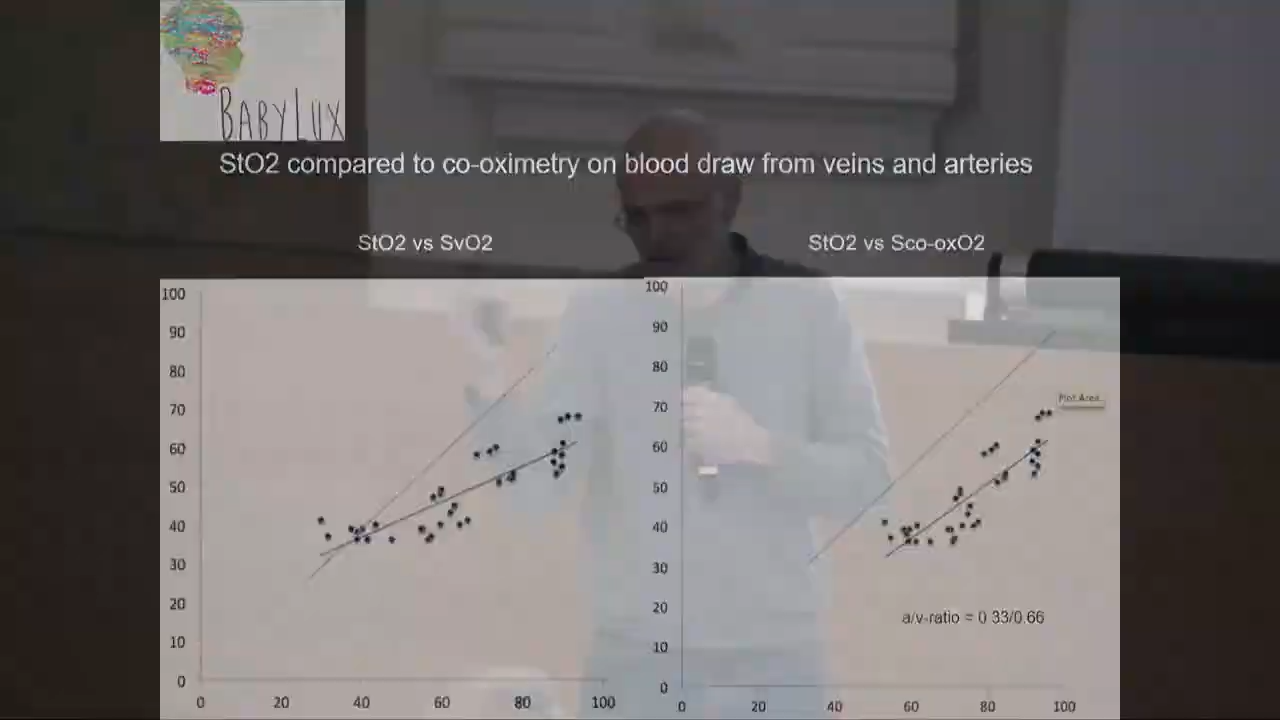 BABYLUX
StO2 compared to co-oximetry on blood draw from veins and arteries
StO2 vs SvO2
StO2 vs Sco-oxO2
100
90
80
70
60
50
40
30
20
10
0
0 20 40 60 80 100
100
90
80
70
60
50
40
30
20
10
0
0 20 40 60 80 100
Plot Area
a/v-ratio = 0 33/0.66